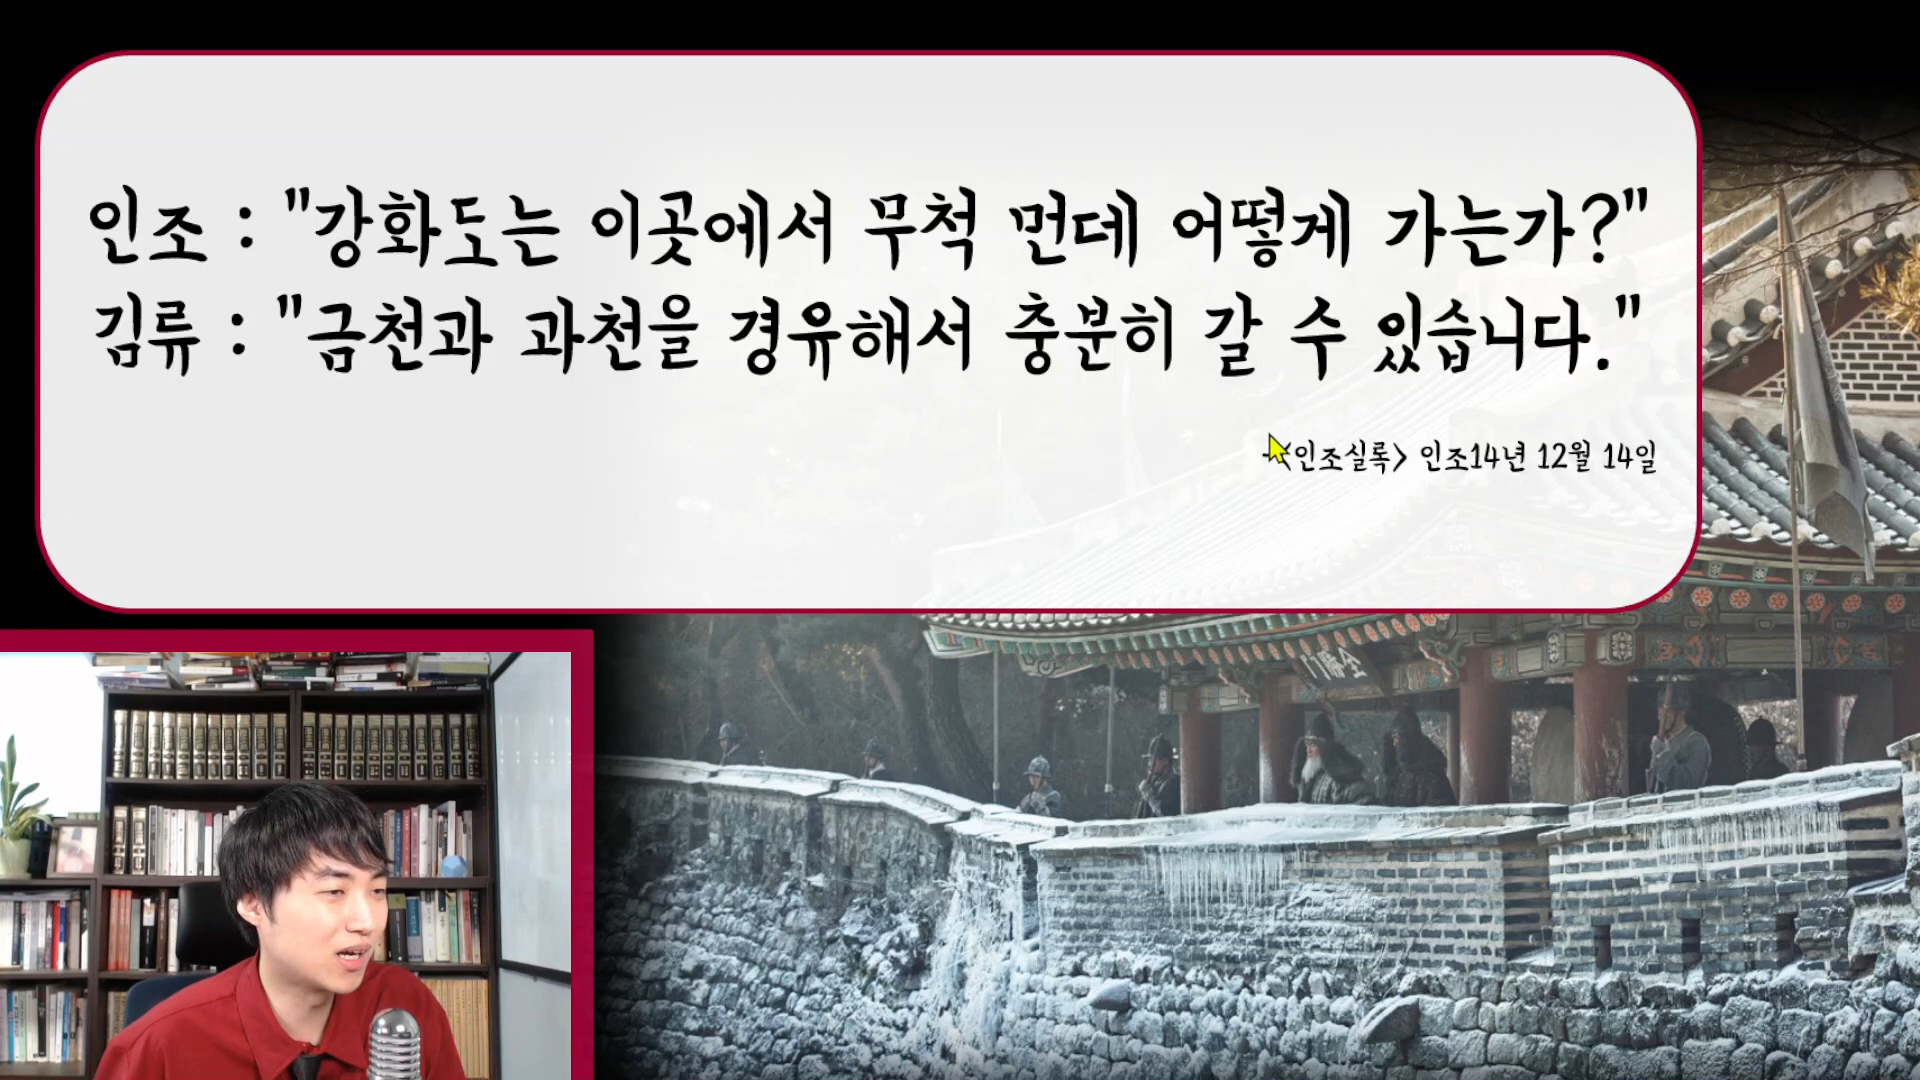 인조 : "강화도는 이곳에서 무척 먼데 어떻게 가는가?"
김류 : "금천과 과천을 경유해서 충분히 갈 수 있습니다."
-<인조실록> 인조14년 12월 14일